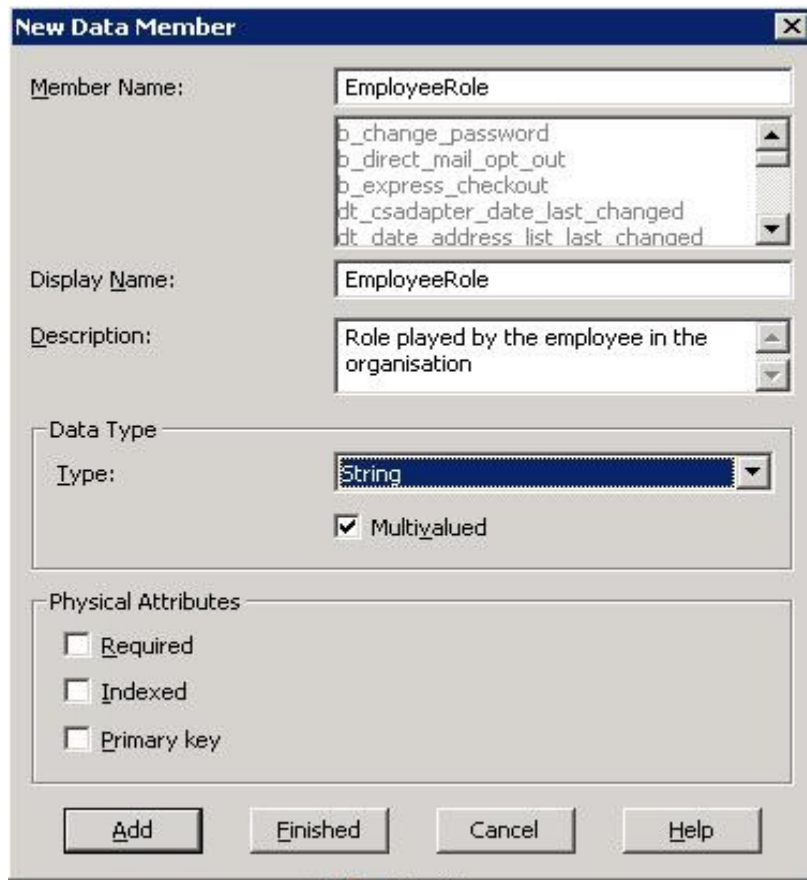 New Data Member
Member Name:
EmployeeRole
b_change_password
b_direct_mail_opt_out
b_express_checkout
dt_csadapter_date_last_changed
dt_date_address_list_last_changed
Display Name:
EmployeeRole
Description:
Role played by the employee in the
organisation
Data Type
Type:
String
Multivalued
Physical Attributes
Required
Indexed
Primary key
Add
Finished
Cancel
Help